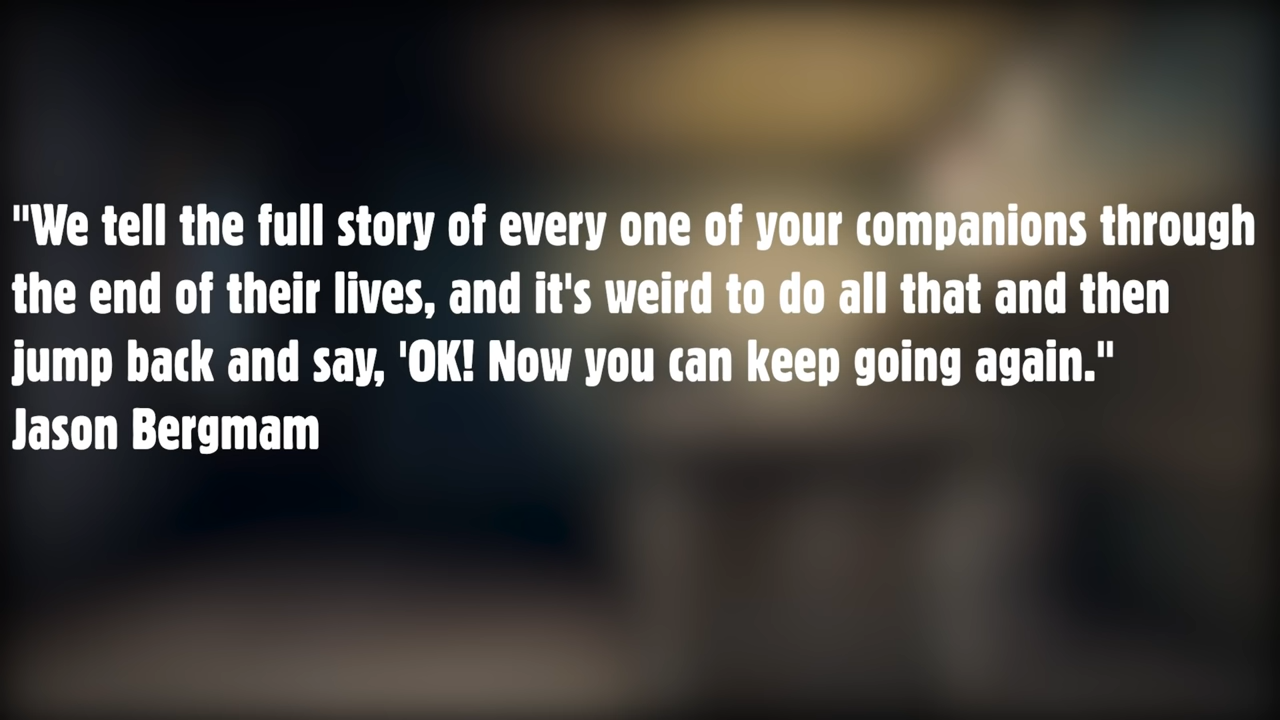 "We tell the full story of every one of your companions through
the end of their lives, and it's weird to do all that and then
jump back and say, 'OK! Now you can keep going again."
Jason Bergmam